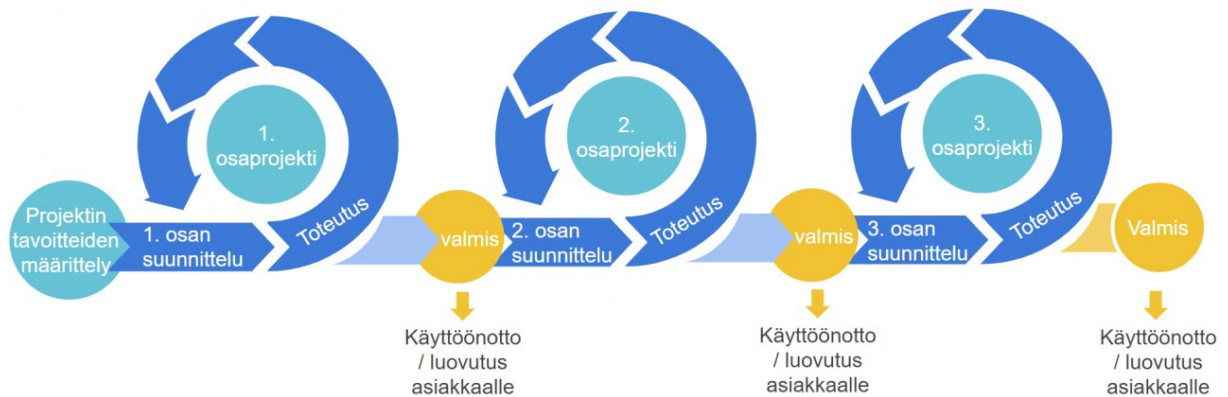 Projektin
tavoitteiden
määrittely
1. osan
suunnittelu
Toteutus
1.
osaprojekti
valmis
Käyttöönotto
/ luovutus
asiakkaalle
2. osan
suunnittelu
Toteutus
2.
osaprojekti
valmis
Käyttöönotto
/ luovutus
asiakkaalle
3. osan
suunnittelu
Toteutus
3.
osaprojekti
Valmis
Käyttöönotto
/ luovutus
asiakkaalle